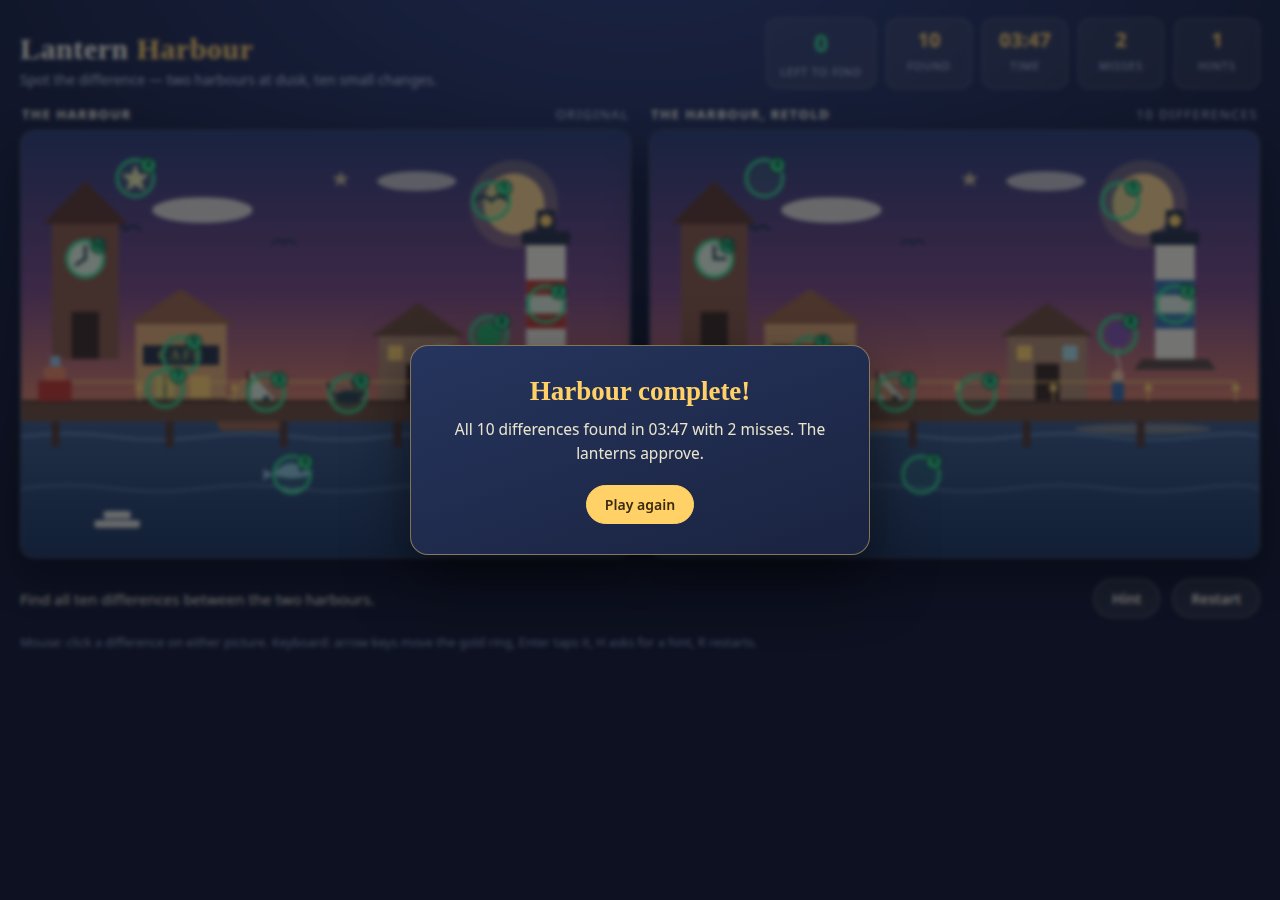 Lantern Harbour
Spot the difference — two harbours at dusk, ten small changes.
0
LEFT TO FIND
10
FOUND
03:47
TIME
2
MISSES
1
HINTS
THE HARBOUR
ORIGINAL
THE HARBOUR, RETOLD
10 DIFFERENCES
Harbour complete!
All 10 differences found in 03:47 with 2 misses. The
lanterns approve.
Play again
Find all ten differences between the two harbours.
Hint
Restart
Mouse: click a difference on either picture. Keyboard: arrow keys move the gold ring, Enter taps it, H asks for a hint, R restarts.